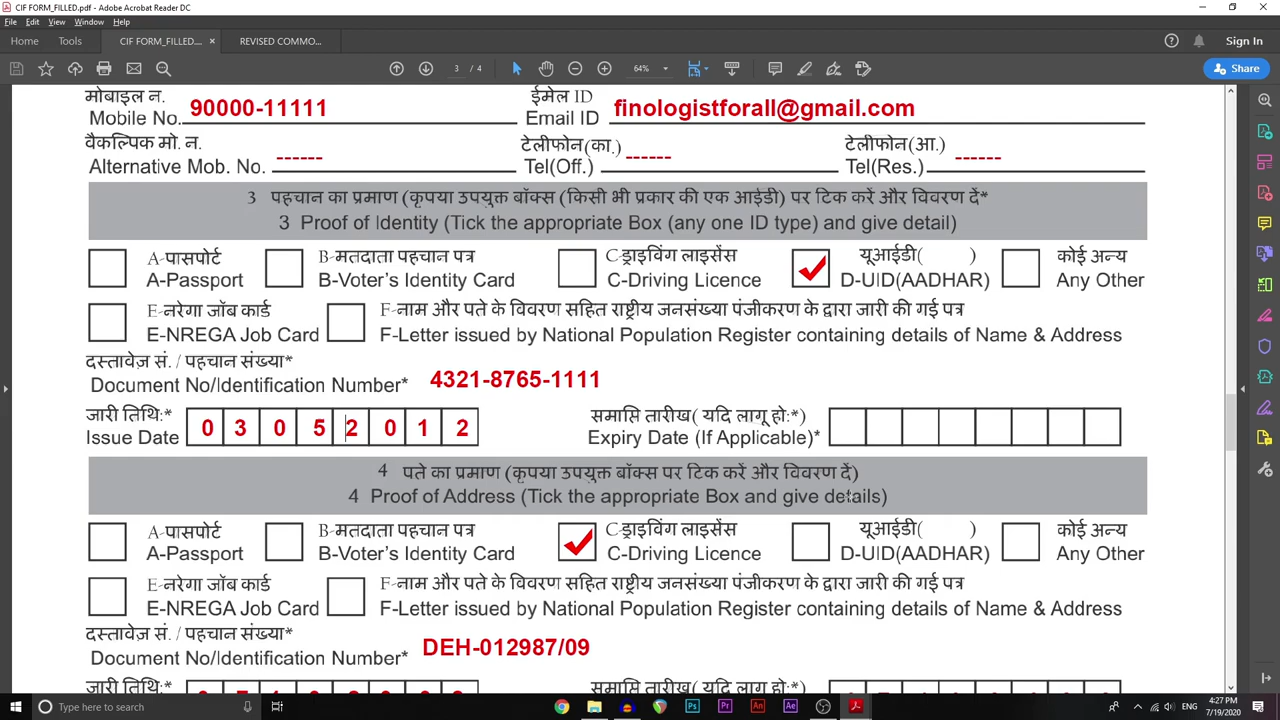 CIF FORM_FILLED.pdf - Adobe Acrobat Reader DC
File Edit View Window Help
Home Tools CIF FORM_FILLED.... × REVISED COMMO... Sign In
3 / 4 64% Share
मोबाइल न. ईमेल ID
Mobile No. 90000-11111 Email ID finologistforall@gmail.com
वैकल्पिक मो. न. टेलीफोन(का.) टेलीफोन(आ.)
Alternative Mob. No. ------ Tel(Off.) ------ Tel(Res.) ------
3 पहचान का प्रमाण (कृपया उपयुक्त बॉक्स (किसी भी प्रकार की एक आईडी) पर टिक करें और विवरण दें*
3 Proof of Identity (Tick the appropriate Box (any one ID type) and give detail)
A-पासपोर्ट B-मतदाता पहचान पत्र C-ड्राइविंग लाइसेंस यूआईडी( ) कोई अन्य
A-Passport B-Voter's Identity Card C-Driving Licence D-UID(AADHAR) Any Other
E-नरेगा जॉब कार्ड F-नाम और पते के विवरण सहित राष्ट्रीय जनसंख्या पंजीकरण के द्वारा जारी की गई पत्र
E-NREGA Job Card F-Letter issued by National Population Register containing details of Name & Address
दस्तावेज़ सं. / पहचान संख्या*
Document No/Identification Number* 4321-8765-1111
जारी तिथि:* समाप्ति तारीख ( यदि लागू हो:*)
Issue Date 0 3 0 5 2 0 1 2 Expiry Date (If Applicable)*
4 पते का प्रमाण (कृपया उपयुक्त बॉक्स पर टिक करें और विवरण दें)
4 Proof of Address (Tick the appropriate Box and give details)
A-पासपोर्ट B-मतदाता पहचान पत्र C-ड्राइविंग लाइसेंस यूआईडी( ) कोई अन्य
A-Passport B-Voter's Identity Card C-Driving Licence D-UID(AADHAR) Any Other
E-नरेगा जॉब कार्ड F-नाम और पते के विवरण सहित राष्ट्रीय जनसंख्या पंजीकरण के द्वारा जारी की गई पत्र
E-NREGA Job Card F-Letter issued by National Population Register containing details of Name & Address
दस्तावेज़ सं. / पहचान संख्या*
Document No/Identification Number* DEH-012987/09
जारी तिथि:* समाप्ति तारीख ( यदि लागू हो:*)
Type here to search Ps Pr An Ae ENG 4:27 PM
7/19/2020